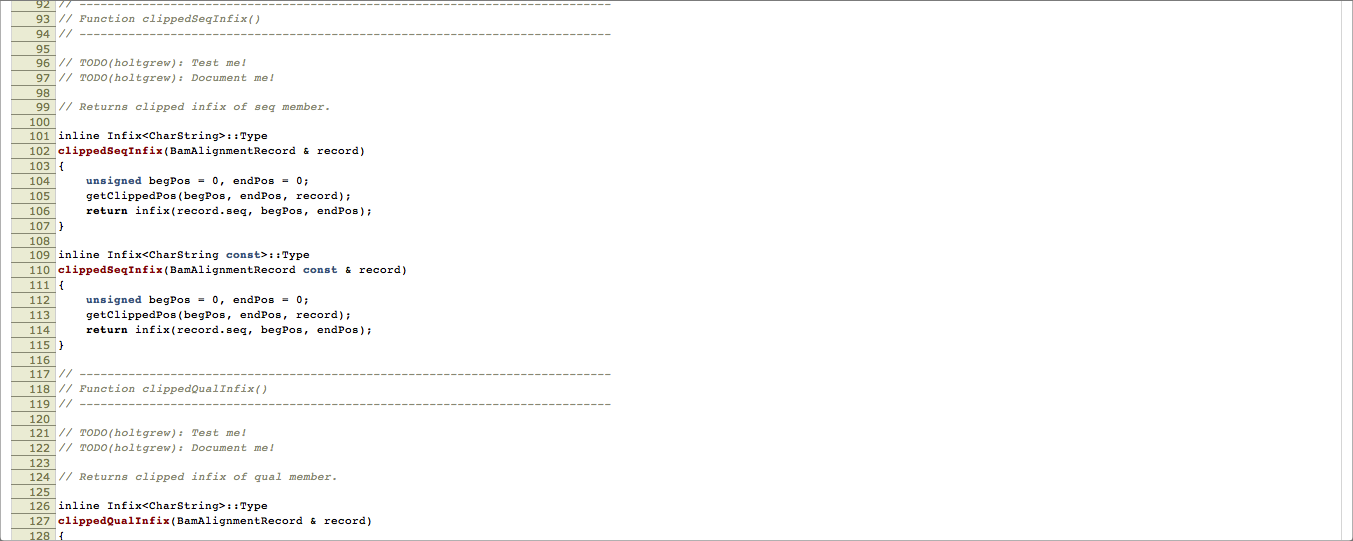 92 // ----------------------------------------------------------------------------
93 // Function clippedSeqInfix()
94 // ----------------------------------------------------------------------------
95
96 // TODO(holtgrew): Test me!
97 // TODO(holtgrew): Document me!
98
99 // Returns clipped infix of seq member.
100
101 inline Infix<CharString>::Type
102 clippedSeqInfix(BamAlignmentRecord & record)
103 {
104     unsigned begPos = 0, endPos = 0;
105     getClippedPos(begPos, endPos, record);
106     return infix(record.seq, begPos, endPos);
107 }
108
109 inline Infix<CharString const>::Type
110 clippedSeqInfix(BamAlignmentRecord const & record)
111 {
112     unsigned begPos = 0, endPos = 0;
113     getClippedPos(begPos, endPos, record);
114     return infix(record.seq, begPos, endPos);
115 }
116
117 // ----------------------------------------------------------------------------
118 // Function clippedQualInfix()
119 // ----------------------------------------------------------------------------
120
121 // TODO(holtgrew): Test me!
122 // TODO(holtgrew): Document me!
123
124 // Returns clipped infix of qual member.
125
126 inline Infix<CharString>::Type
127 clippedQualInfix(BamAlignmentRecord & record)
128 {